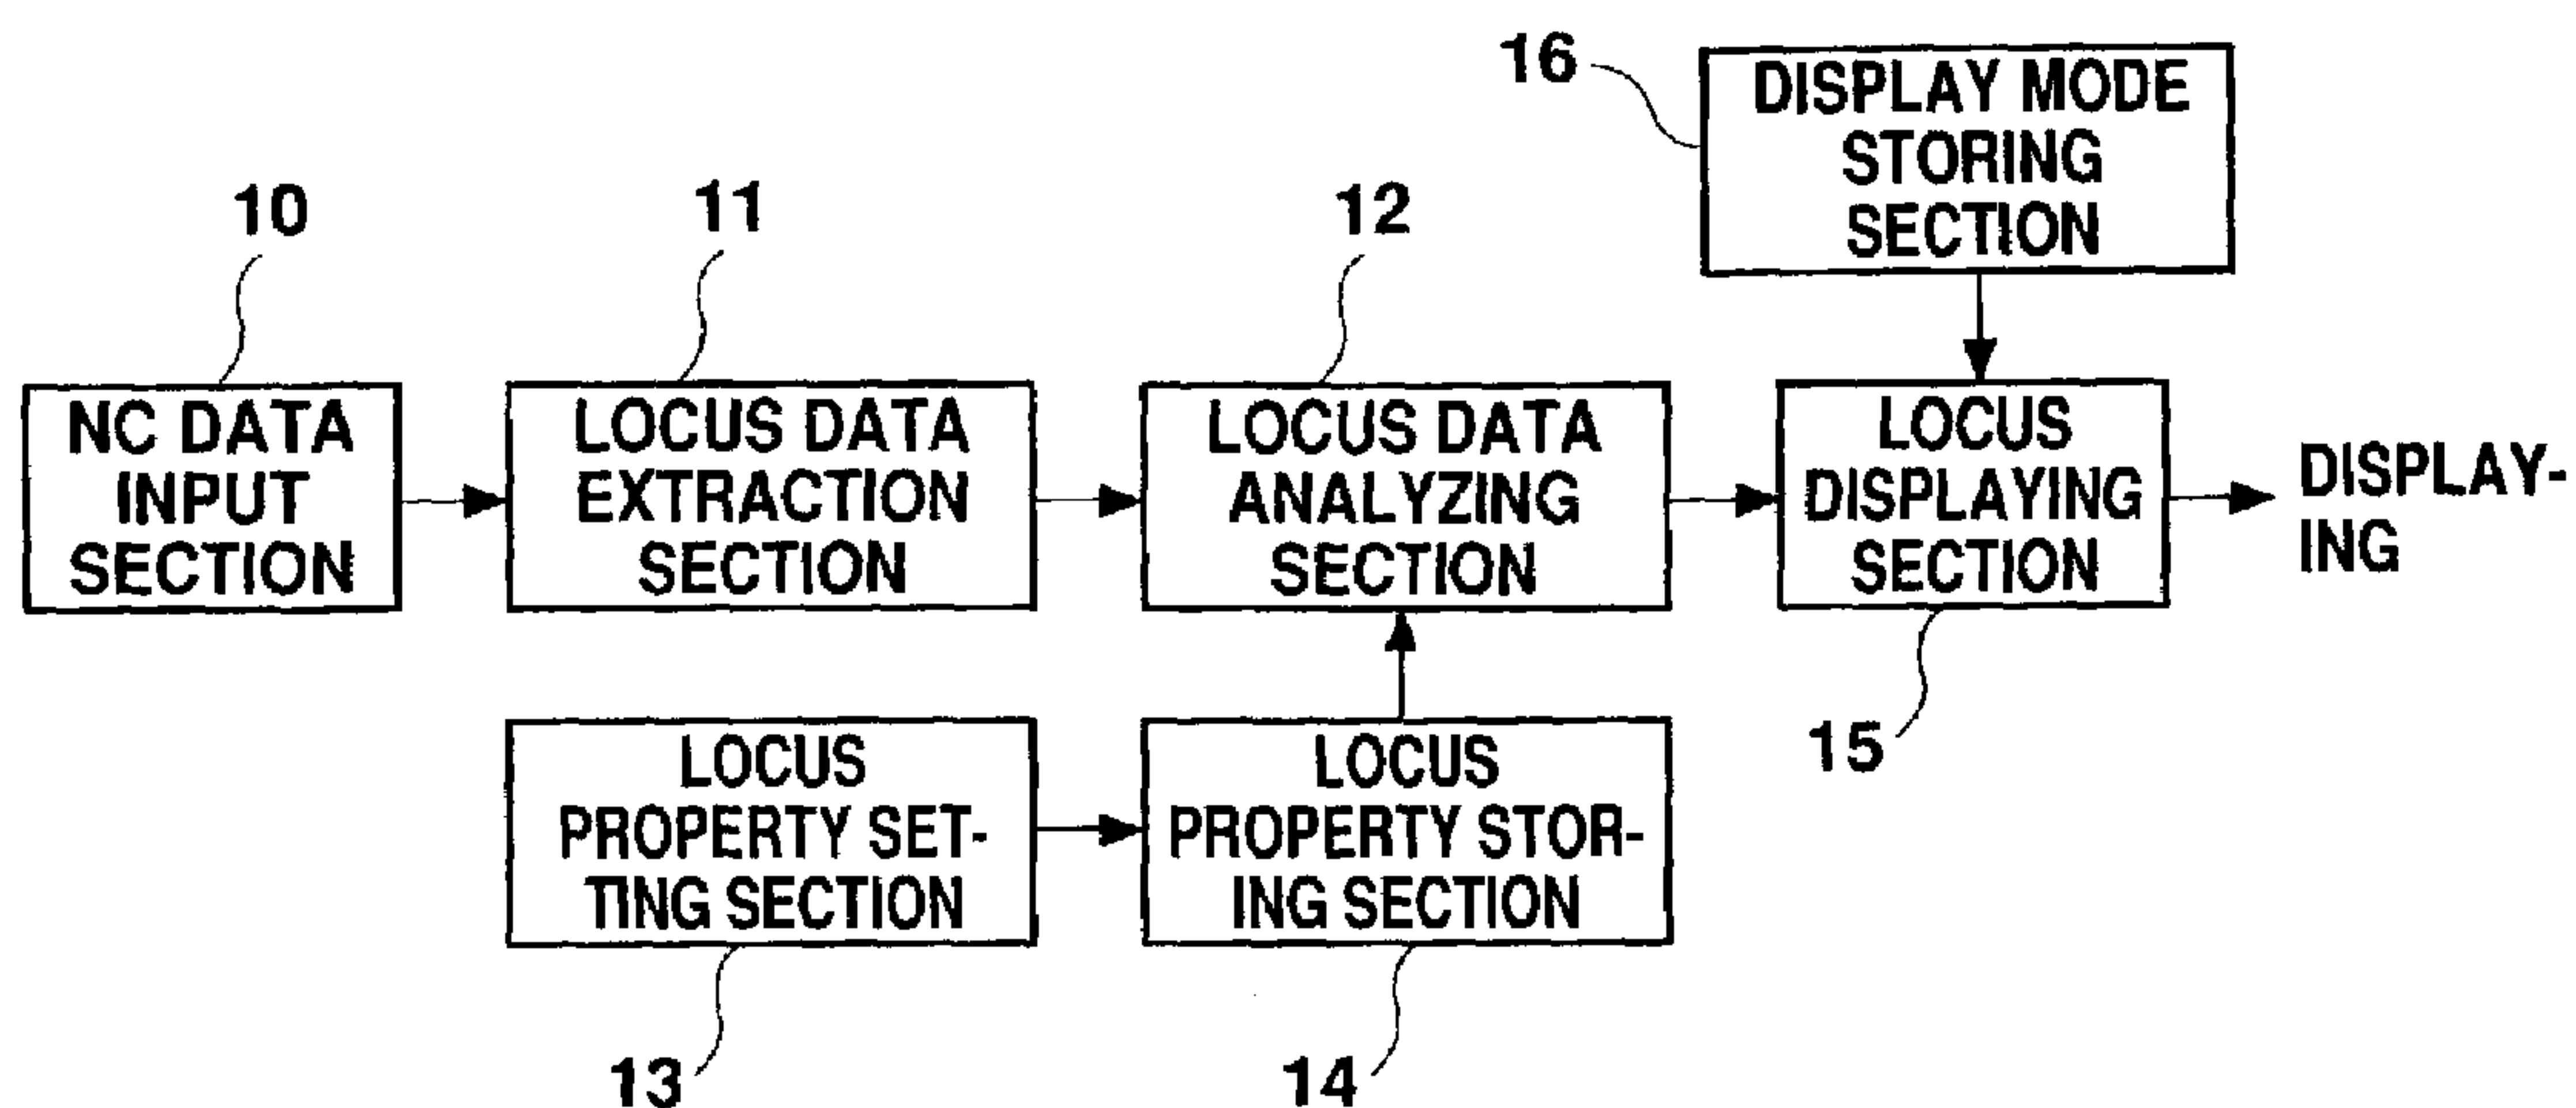 16
DISPLAY MODE
STORING
SECTION
10
11
12
NC DATA
INPUT
SECTION
LOCUS DATA
EXTRACTION
SECTION
LOCUS DATA
ANALYZING
SECTION
LOCUS
DISPLAYING
SECTION
DISPLAY-
ING
15
LOCUS
PROPERTY SET-
TING SECTION
LOCUS
PROPERTY STOR-
ING SECTION
13
14